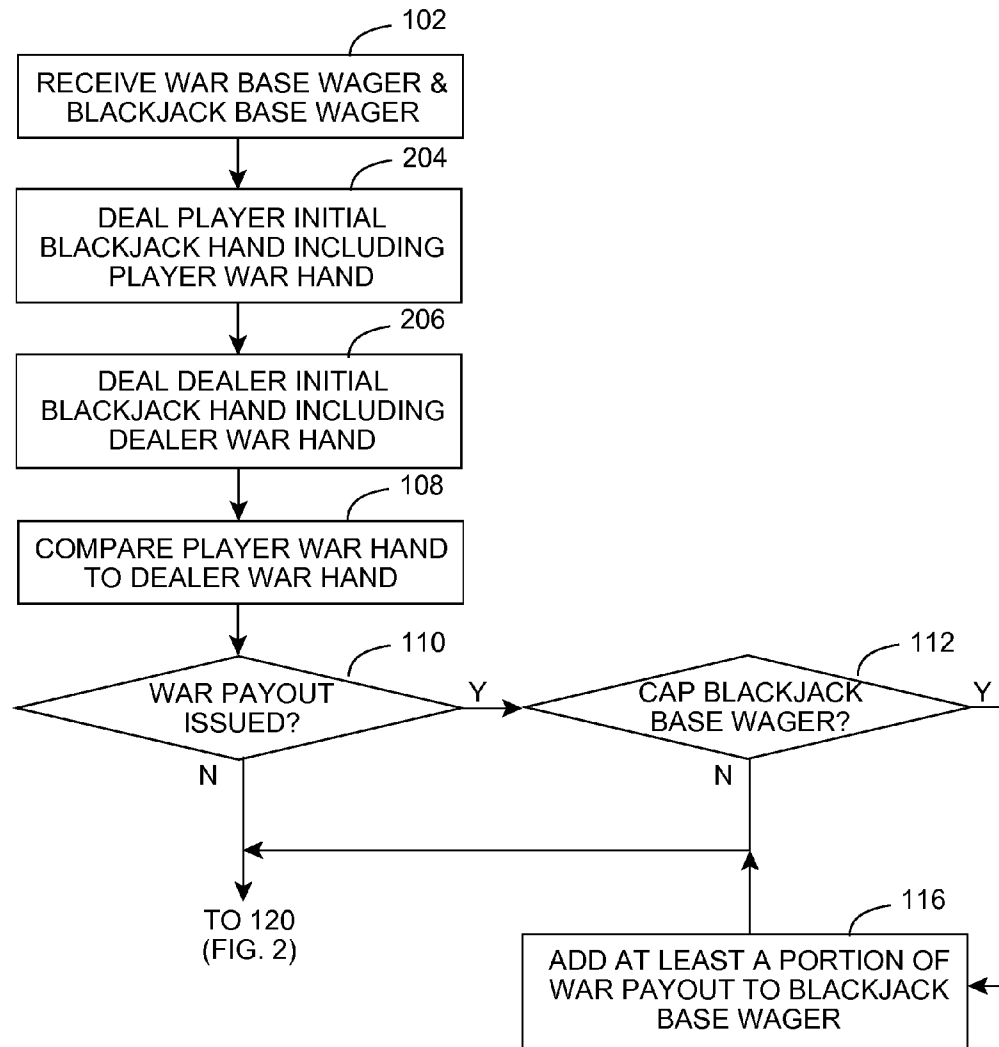 102
RECEIVE WAR BASE WAGER &
BLACKJACK BASE WAGER
204
DEAL PLAYER INITIAL
BLACKJACK HAND INCLUDING
PLAYER WAR HAND
206
DEAL DEALER INITIAL
BLACKJACK HAND INCLUDING
DEALER WAR HAND
108
COMPARE PLAYER WAR HAND
TO DEALER WAR HAND
110
WAR PAYOUT
ISSUED?
Y
N
112
CAP BLACKJACK
BASE WAGER?
Y
N
TO 120
(FIG. 2)
116
ADD AT LEAST A PORTION OF
WAR PAYOUT TO BLACKJACK
BASE WAGER